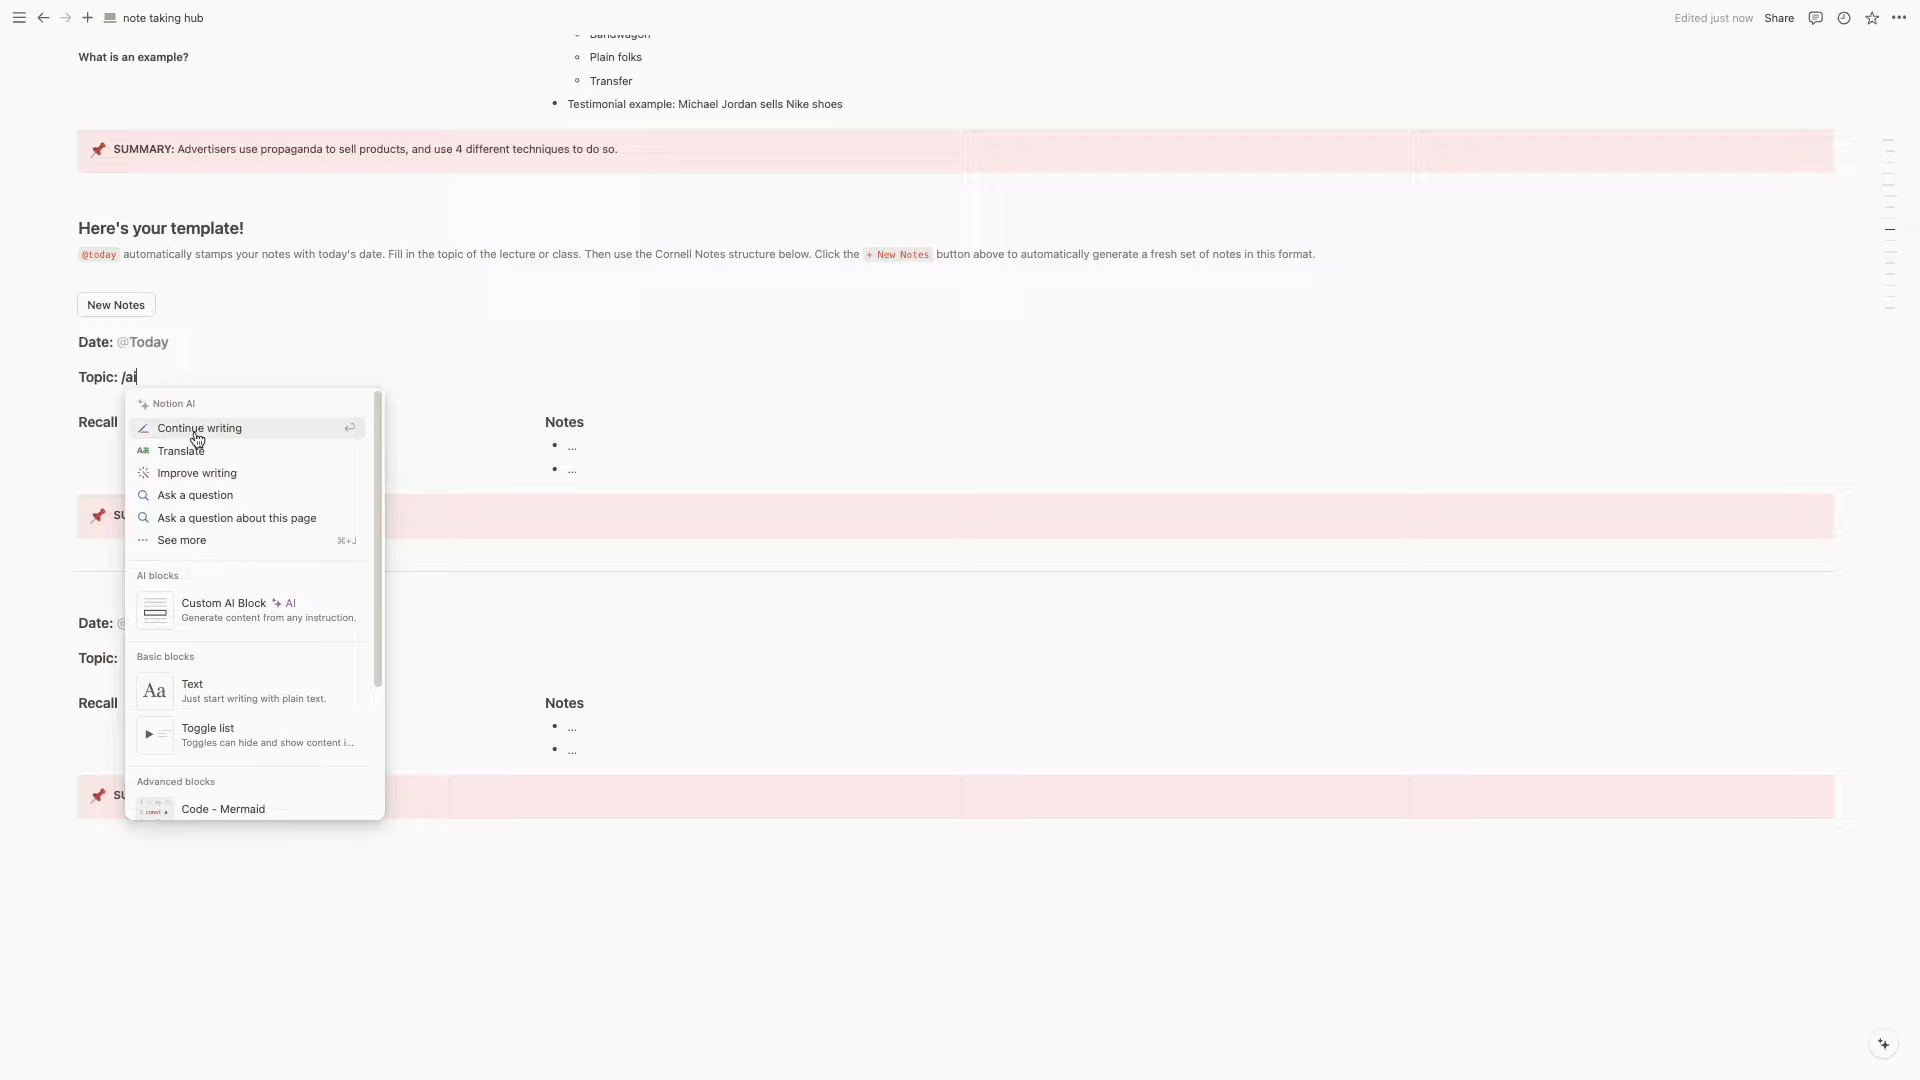 note taking hub
Edited just now Share
Bandwagon
What is an example?
Plain folks
Transfer
Testimonial example: Michael Jordan sells Nike shoes
SUMMARY: Advertisers use propaganda to sell products, and use 4 different techniques to do so.
Here's your template!
@today automatically stamps your notes with today's date. Fill in the topic of the lecture or class. Then use the Cornell Notes structure below. Click the + New Notes button above to automatically generate a fresh set of notes in this format.
New Notes
Date: @Today
Topic: /ai
Notion AI
Recall
Notes
Continue writing
...
Translate
...
Improve writing
Ask a question
SU
Ask a question about this page
See more ⌘+J
AI blocks
Custom AI Block AI
Generate content from any instruction.
Date: @
Topic:
Basic blocks
Recall
Notes
Aa Text
Just start writing with plain text.
...
Toggle list
Toggles can hide and show content i...
...
Advanced blocks
SU
Code - Mermaid